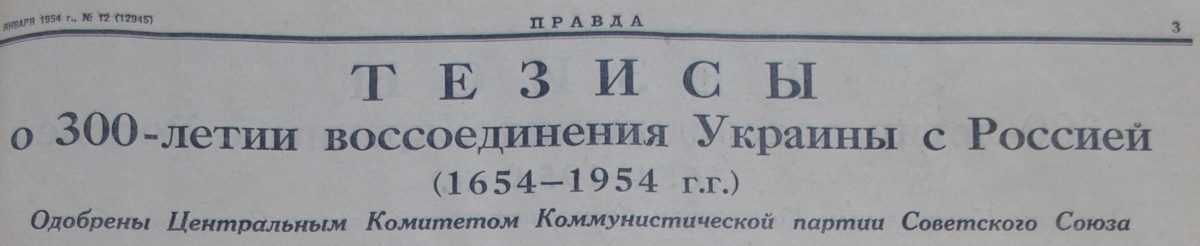 ЯНВАРЯ 1954 г., № 12 (12945) ПРАВДА 3
ТЕЗИСЫ
о 300-летии воссоединения Украины с Россией
(1654—1954 г.г.)
Одобрены Центральным Комитетом Коммунистической партии Советского Союза